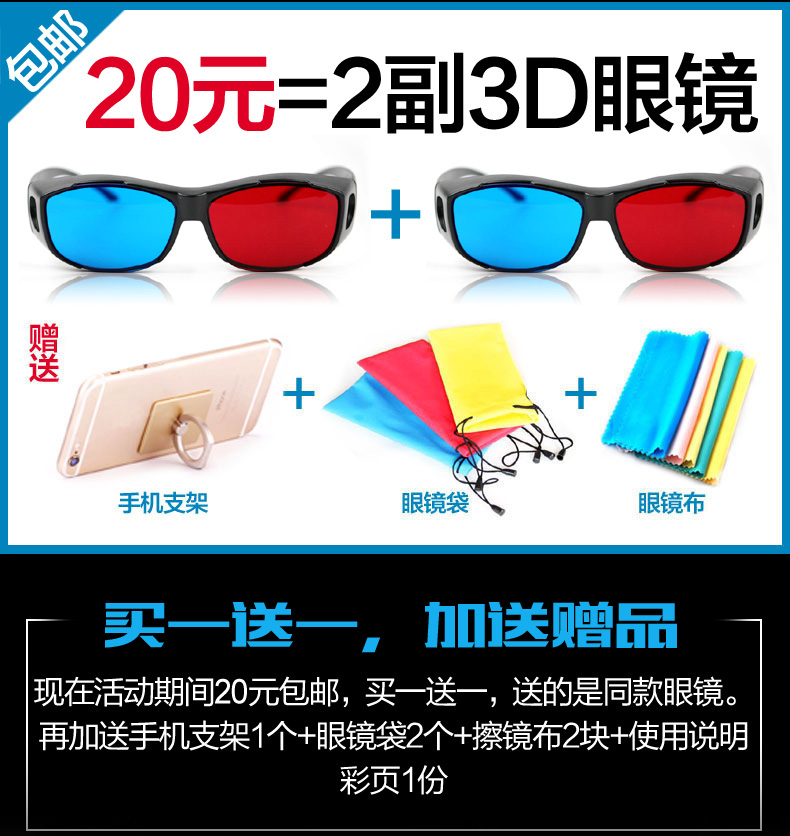 包邮
20元=2副3D眼镜
赠送
手机支架 眼镜袋 眼镜布
买一送一，加送赠品
现在活动期间20元包邮，买一送一，送的是同款眼镜。
再加送手机支架1个+眼镜袋2个+擦镜布2块+使用说明
彩页1份